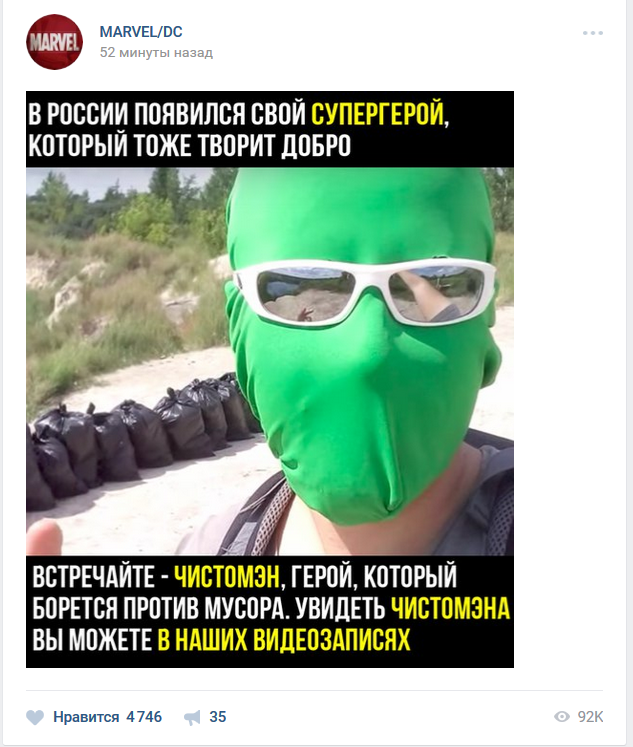 MARVEL
MARVEL/DC
52 минуты назад
В РОССИИ ПОЯВИЛСЯ СВОЙ СУПЕРГЕРОЙ,
КОТОРЫЙ ТОЖЕ ТВОРИТ ДОБРО
ВСТРЕЧАЙТЕ - ЧИСТОМЭН, ГЕРОЙ, КОТОРЫЙ
БОРЕТСЯ ПРОТИВ МУСОРА. УВИДЕТЬ ЧИСТОМЭНА
ВЫ МОЖЕТЕ В НАШИХ ВИДЕОЗАПИСЯХ
Нравится 4 746 35 92K